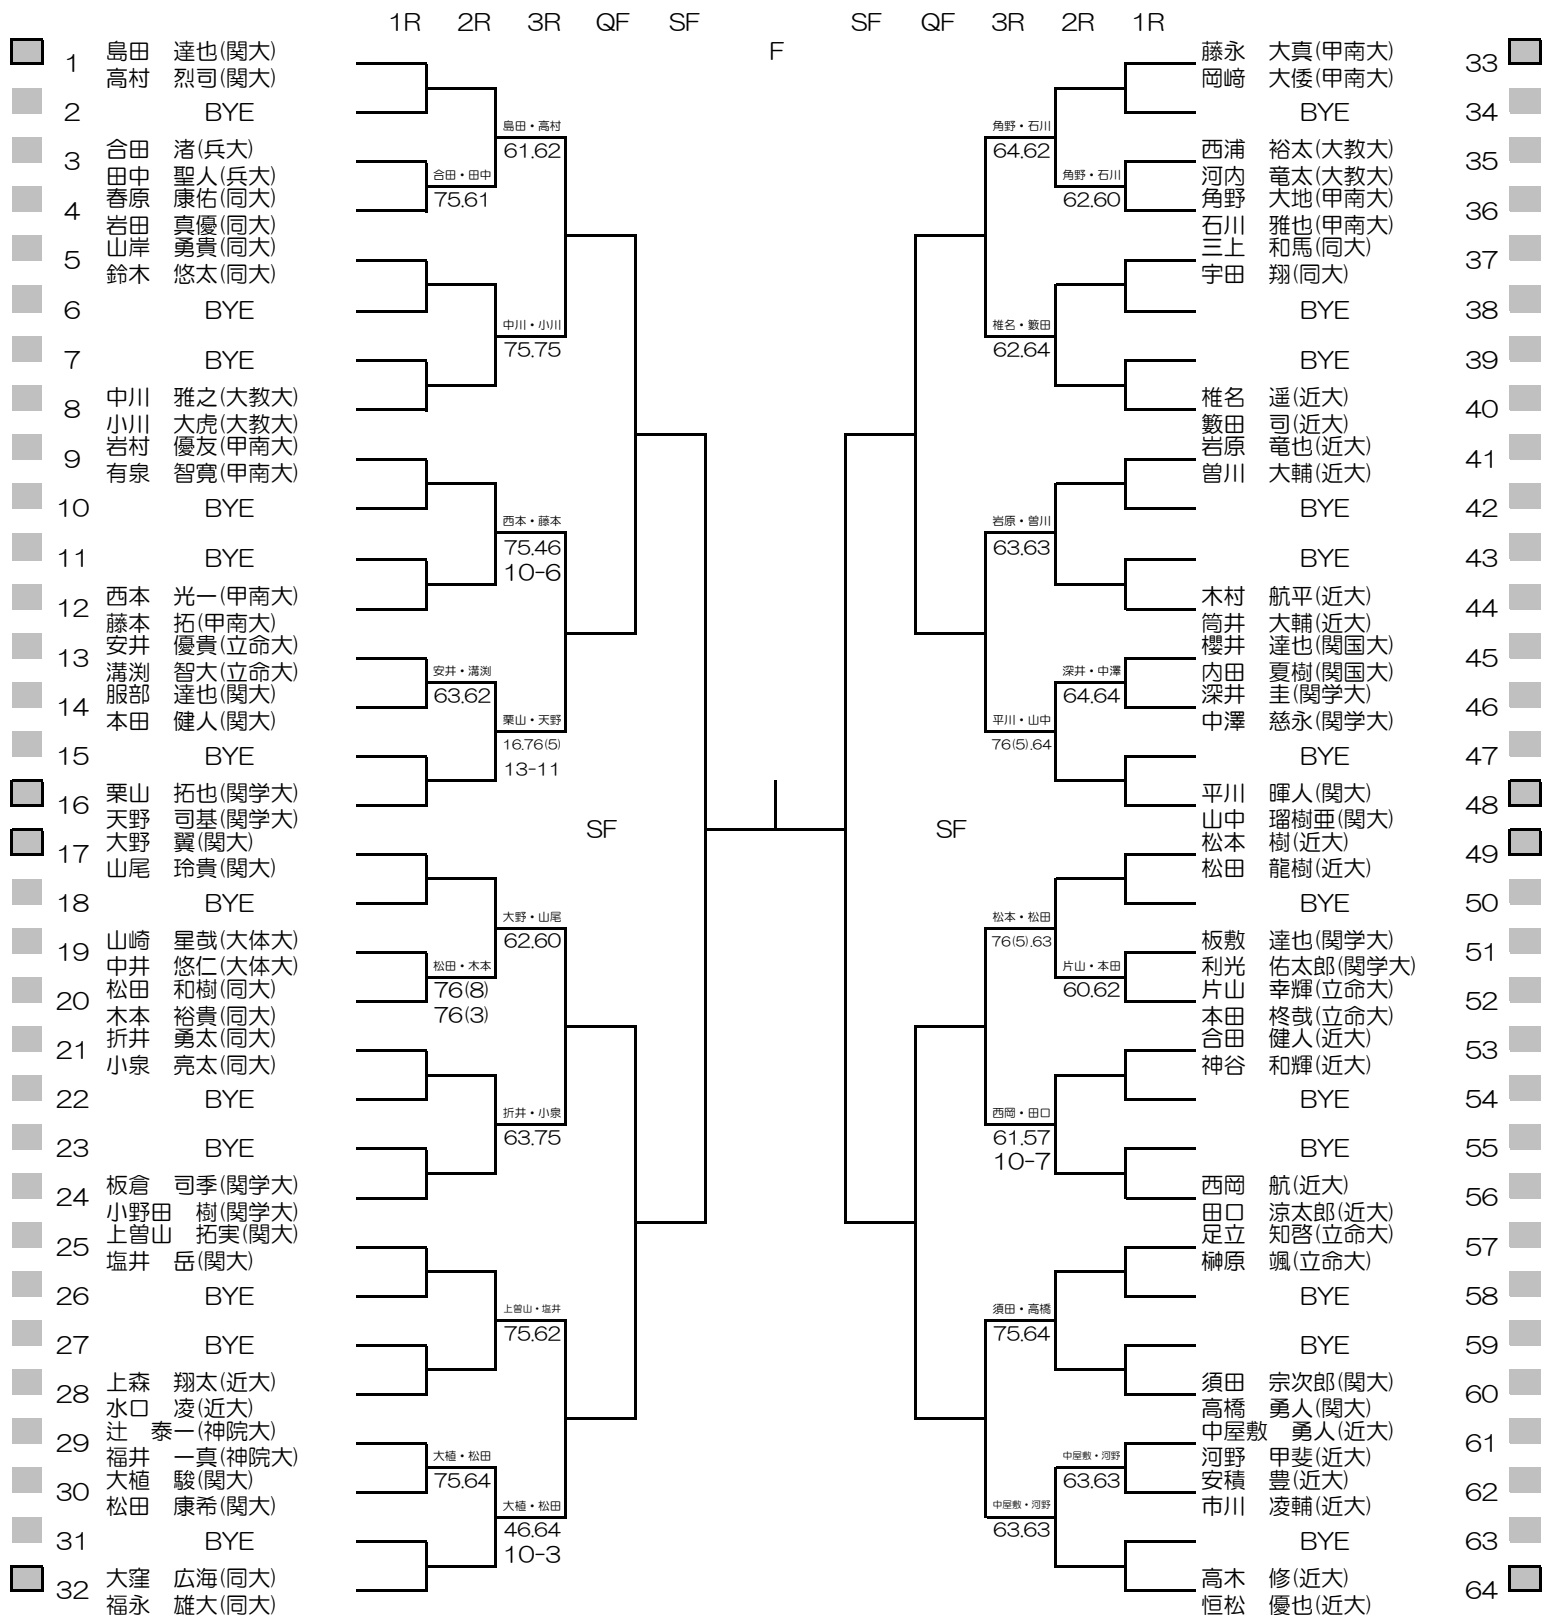 1R 2R 3R QF SF F SF QF 3R 2R 1R
1 島田 達也(関大)
高村 烈司(関大)
2 BYE
3 合田 渚(兵大)
田中 聖人(兵大)
4 春原 康佑(同大)
岩田 真優(同大)
5 山岸 勇貴(同大)
鈴木 悠太(同大)
6 BYE
7 BYE
8 中川 雅之(大教大)
小川 大虎(大教大)
9 岩村 優友(甲南大)
有泉 智寛(甲南大)
10 BYE
11 BYE
12 西本 光一(甲南大)
藤本 拓(甲南大)
13 安井 優貴(立命大)
溝渕 智大(立命大)
14 服部 達也(関大)
本田 健人(関大)
15 BYE
16 栗山 拓也(関学大)
天野 司基(関学大)
17 大野 翼(関大)
山尾 玲貴(関大)
18 BYE
19 山崎 星哉(大体大)
中井 悠仁(大体大)
20 松田 和樹(同大)
木本 裕貴(同大)
21 折井 勇太(同大)
小泉 亮太(同大)
22 BYE
23 BYE
24 板倉 司季(関学大)
小野田 樹(関学大)
25 上曽山 拓実(関大)
塩井 岳(関大)
26 BYE
27 BYE
28 上森 翔太(近大)
水口 凌(近大)
29 辻 泰一(神院大)
福井 一真(神院大)
30 大植 駿(関大)
松田 康希(関大)
31 BYE
32 大窪 広海(同大)
福永 雄大(同大)
合田・田中
75.61
安井・溝渕
63.62
松田・木本
76(8)
76(3)
大植・松田
75.64
島田・高村
61.62
中川・小川
75.75
西本・藤本
75.46
10-6
栗山・天野
16.76(5)
13-11
大野・山尾
62.60
折井・小泉
63.75
上曽山・塩井
75.62
大植・松田
46.64
10-3
SF
SF
角野・石川
64.62
椎名・籔田
62.64
岩原・曽川
63.63
平川・山中
76(5).64
松本・松田
76(5).63
西岡・田口
61.57
10-7
須田・高橋
75.64
中屋敷・河野
63.63
角野・石川
62.60
深井・中澤
64.64
片山・本田
60.62
中屋敷・河野
63.63
藤永 大真(甲南大) 33
岡﨑 大倭(甲南大)
BYE 34
西浦 裕太(大教大) 35
河内 竜太(大教大)
角野 大地(甲南大) 36
石川 雅也(甲南大)
三上 和馬(同大) 37
宇田 翔(同大)
BYE 38
BYE 39
椎名 遥(近大) 40
籔田 司(近大)
岩原 竜也(近大) 41
曽川 大輔(近大)
BYE 42
BYE 43
木村 航平(近大) 44
筒井 大輔(近大)
櫻井 達也(関国大) 45
内田 夏樹(関国大)
深井 圭(関学大) 46
中澤 慈永(関学大)
BYE 47
平川 暉人(関大) 48
山中 瑠樹亜(関大)
松本 樹(近大) 49
松田 龍樹(近大)
BYE 50
板敷 達也(関学大) 51
利光 佑太郎(関学大)
片山 幸輝(立命大) 52
本田 柊哉(立命大)
合田 健人(近大) 53
神谷 和輝(近大)
BYE 54
BYE 55
西岡 航(近大) 56
田口 涼太郎(近大)
足立 知啓(立命大) 57
榊原 颯(立命大)
BYE 58
BYE 59
須田 宗次郎(関大) 60
高橋 勇人(関大)
中屋敷 勇人(近大) 61
河野 甲斐(近大)
安積 豊(近大) 62
市川 凌輔(近大)
BYE 63
高木 修(近大) 64
恒松 優也(近大)